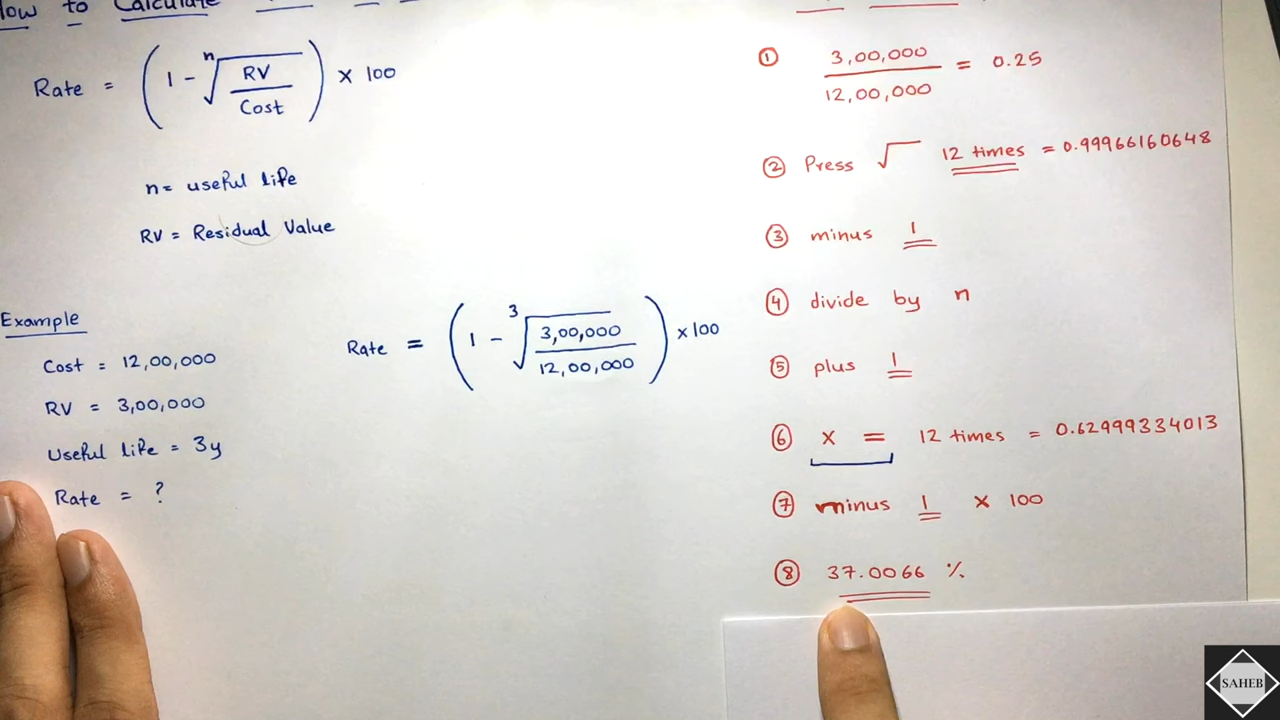 How to Calculate
Rate = ( 1 - n√(RV / Cost) ) x 100
n = useful life
RV = Residual Value
Example
Cost = 12,00,000
RV = 3,00,000
Useful life = 3y
Rate = ?
Rate = ( 1 - 3√(3,00,000 / 12,00,000) ) x 100
① 3,00,000 / 12,00,000 = 0.25
② Press √ 12 times = 0.99966160648
③ minus 1
④ divide by n
⑤ plus 1
⑥ x = 12 times = 0.62999334013
⑦ minus 1 x 100
⑧ 37.0066 %
SAHEB